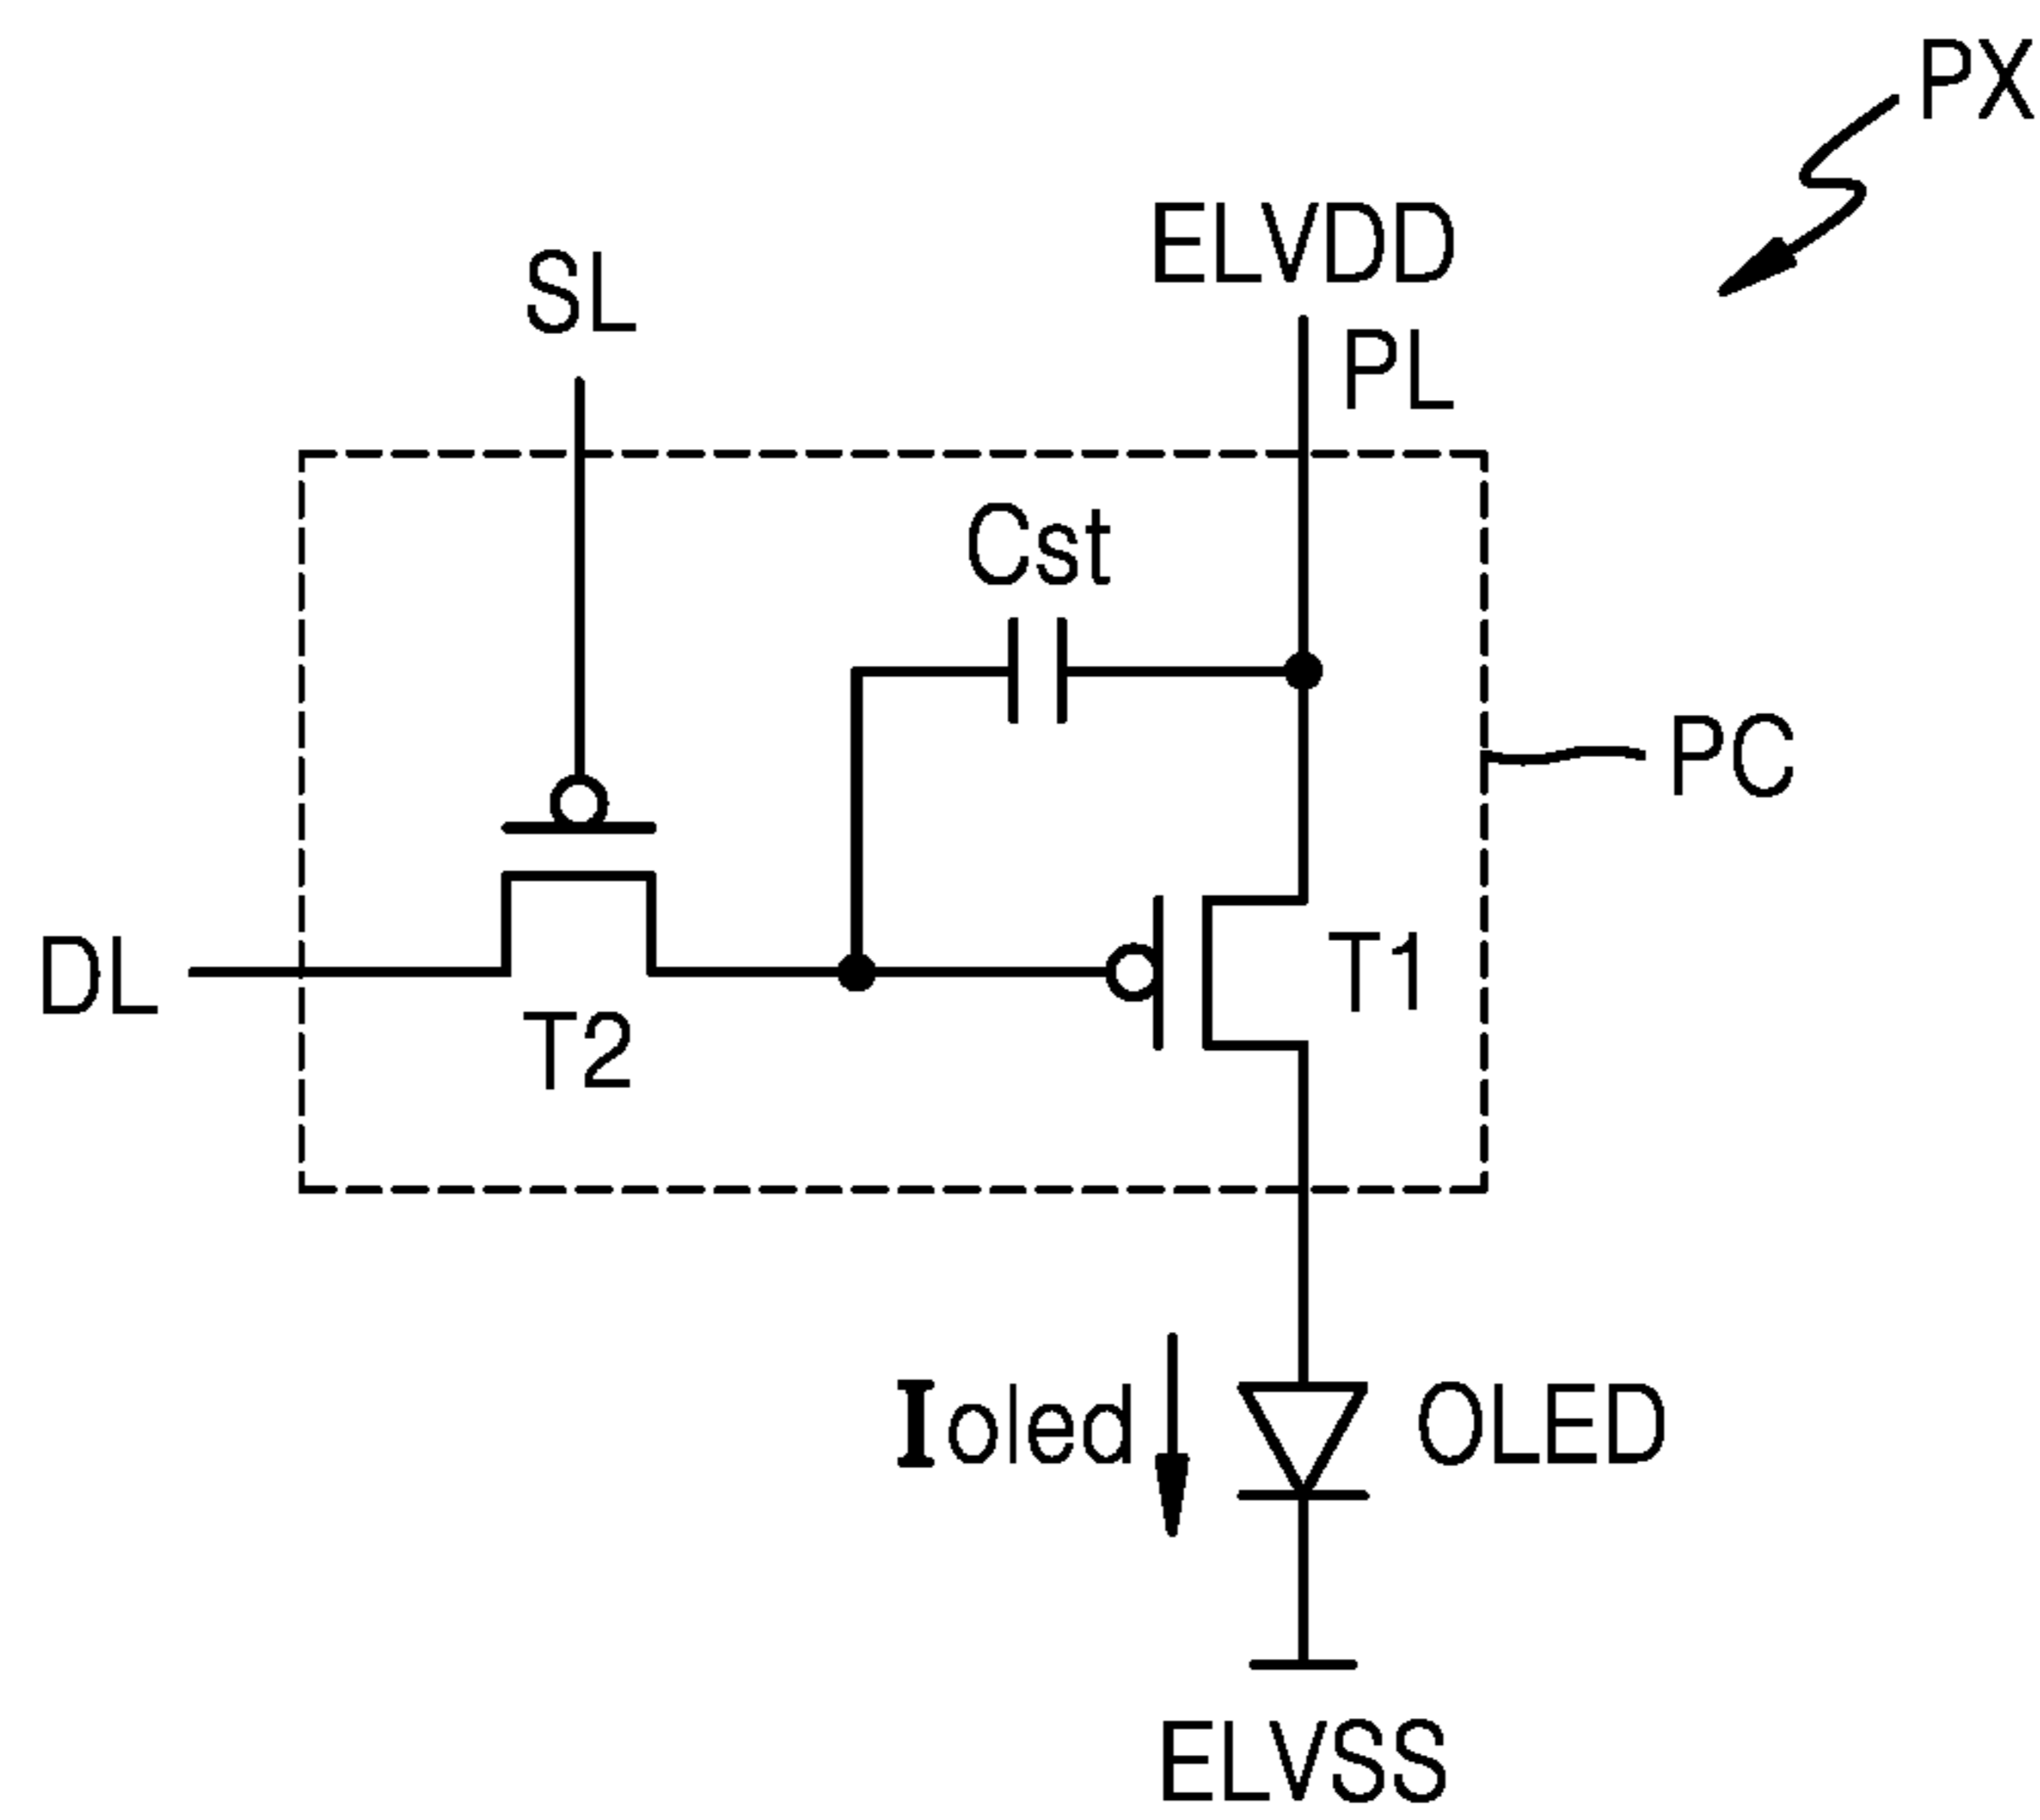 PX
ELVDD
SL
PL
Cst
PC
DL
T1
T2
Ioled
OLED
ELVSS